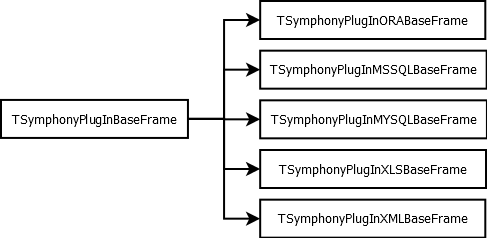 TSymphonyPlugInORABaseFrame
TSymphonyPlugInMSSQLBaseFrame
TSymphonyPlugInBaseFrame
TSymphonyPlugInMYSQLBaseFrame
TSymphonyPlugInXLSBaseFrame
TSymphonyPlugInXMLBaseFrame